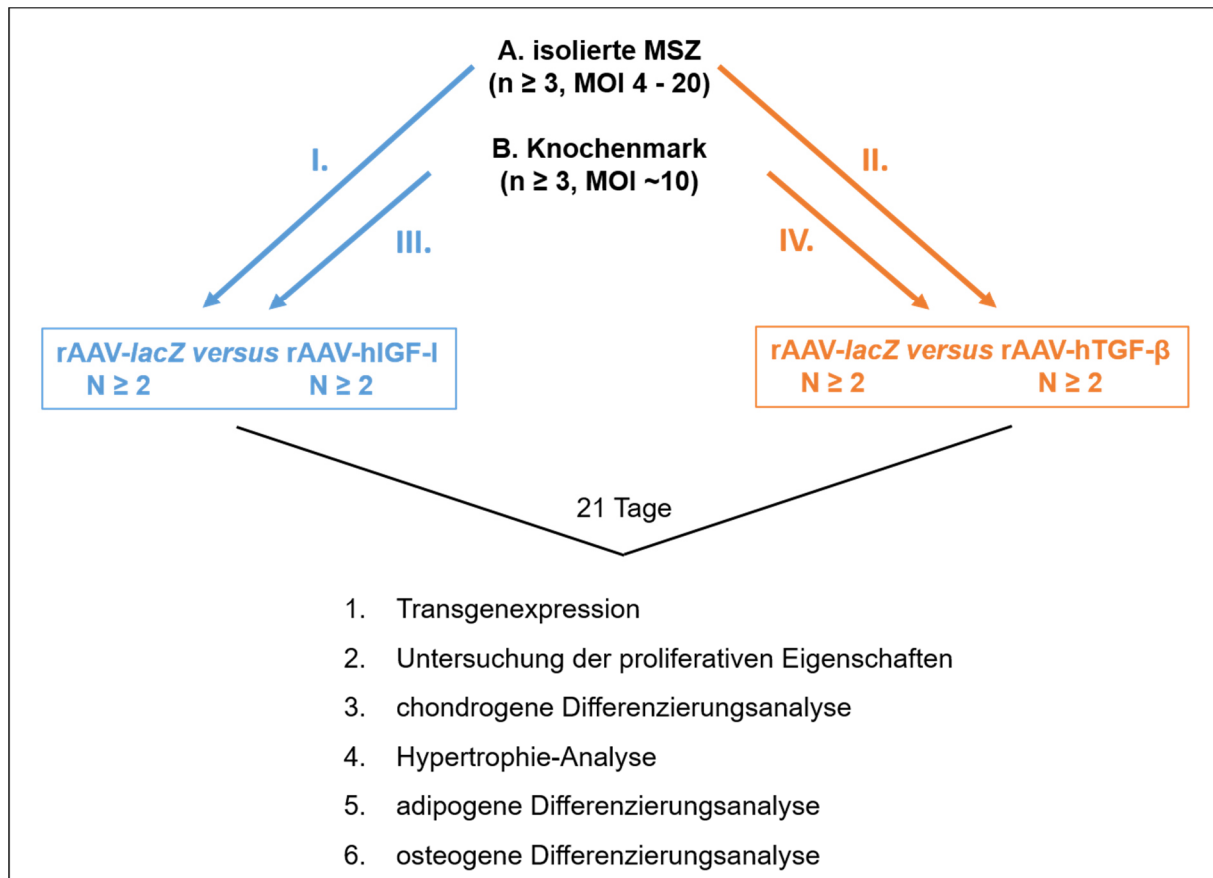 A. isolierte MSZ
(n ≥ 3, MOI 4 - 20)
B. Knochenmark
(n ≥ 3, MOI ~10)
I.
II.
III.
IV.
rAAV-lacZ versus rAAV-hIGF-I
N ≥ 2 N ≥ 2
rAAV-lacZ versus rAAV-hTGF-β
N ≥ 2 N ≥ 2
21 Tage
1. Transgenexpression
2. Untersuchung der proliferativen Eigenschaften
3. chondrogene Differenzierungsanalyse
4. Hypertrophie-Analyse
5. adipogene Differenzierungsanalyse
6. osteogene Differenzierungsanalyse